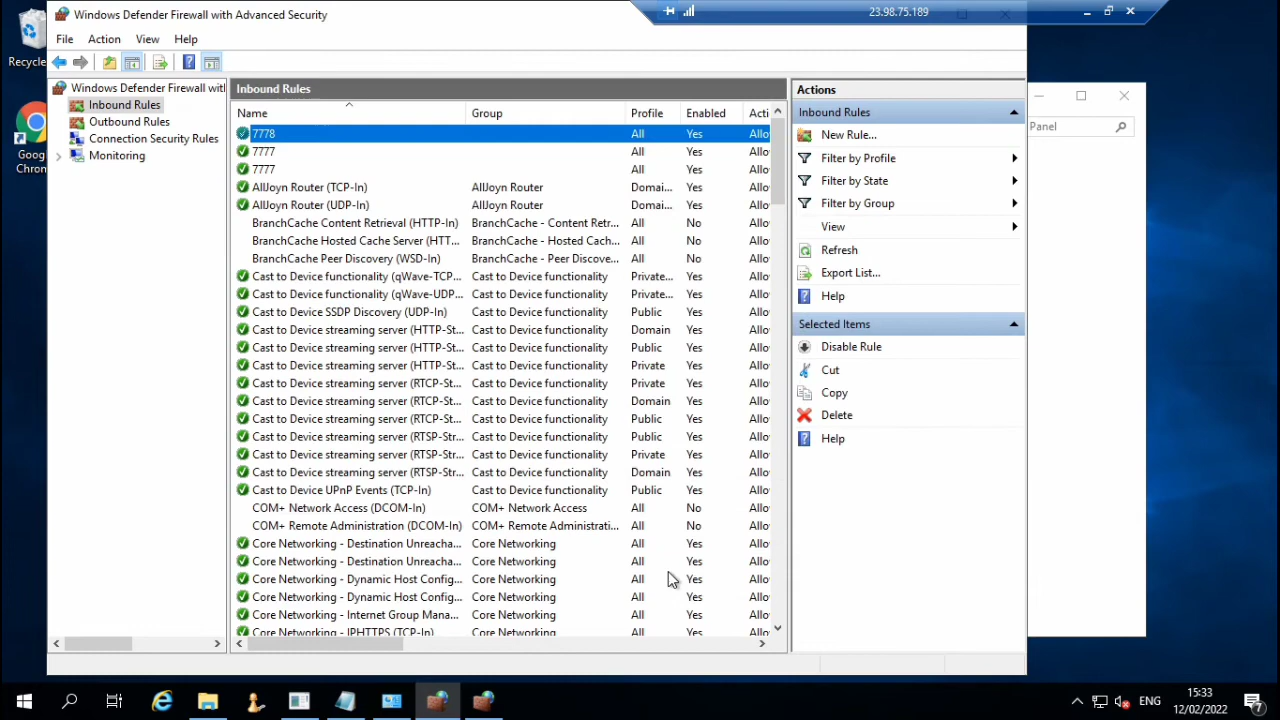 Windows Defender Firewall with Advanced Security
23.98.75.189
File Action View Help
Recycle
Goog
Chron
Windows Defender Firewall with
Inbound Rules
Outbound Rules
Connection Security Rules
Monitoring
Inbound Rules
Name Group Profile Enabled Acti
7778 All Yes Allo
7777 All Yes Allo
7777 All Yes Allo
AllJoyn Router (TCP-In) AllJoyn Router Domai... Yes Allo
AllJoyn Router (UDP-In) AllJoyn Router Domai... Yes Allo
BranchCache Content Retrieval (HTTP-In) BranchCache - Content Retr... All No Allo
BranchCache Hosted Cache Server (HTT... BranchCache - Hosted Cach... All No Allo
BranchCache Peer Discovery (WSD-In) BranchCache - Peer Discove... All No Allo
Cast to Device functionality (qWave-TCP... Cast to Device functionality Private... Yes Allo
Cast to Device functionality (qWave-UDP... Cast to Device functionality Private... Yes Allo
Cast to Device SSDP Discovery (UDP-In) Cast to Device functionality Public Yes Allo
Cast to Device streaming server (HTTP-St... Cast to Device functionality Domain Yes Allo
Cast to Device streaming server (HTTP-St... Cast to Device functionality Public Yes Allo
Cast to Device streaming server (HTTP-St... Cast to Device functionality Private Yes Allo
Cast to Device streaming server (RTCP-St... Cast to Device functionality Private Yes Allo
Cast to Device streaming server (RTCP-St... Cast to Device functionality Domain Yes Allo
Cast to Device streaming server (RTCP-St... Cast to Device functionality Public Yes Allo
Cast to Device streaming server (RTSP-Str... Cast to Device functionality Public Yes Allo
Cast to Device streaming server (RTSP-Str... Cast to Device functionality Private Yes Allo
Cast to Device streaming server (RTSP-Str... Cast to Device functionality Domain Yes Allo
Cast to Device UPnP Events (TCP-In) Cast to Device functionality Public Yes Allo
COM+ Network Access (DCOM-In) COM+ Network Access All No Allo
COM+ Remote Administration (DCOM-In) COM+ Remote Administrati... All No Allo
Core Networking - Destination Unreacha... Core Networking All Yes Allo
Core Networking - Destination Unreacha... Core Networking All Yes Allo
Core Networking - Dynamic Host Config... Core Networking All Yes Allo
Core Networking - Dynamic Host Config... Core Networking All Yes Allo
Core Networking - Internet Group Mana... Core Networking All Yes Allo
Core Networking - IPHTTPS (TCP-In) Core Networking All Yes Allo
Actions
Inbound Rules
New Rule...
Filter by Profile
Filter by State
Filter by Group
View
Refresh
Export List...
Help
Selected Items
Disable Rule
Cut
Copy
Delete
Help
Panel
ENG
15:33
12/02/2022
7